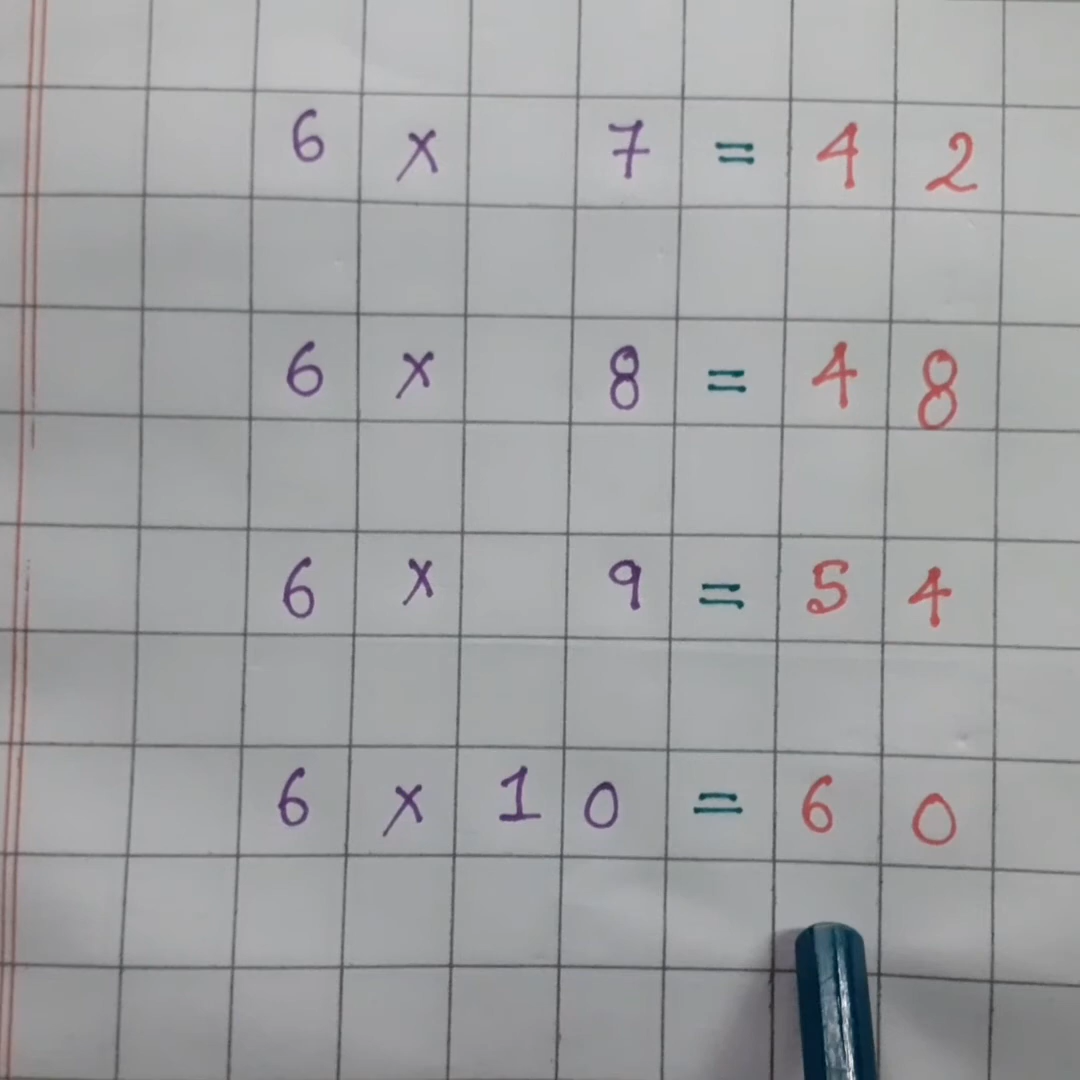 6 x 7 = 42
6 x 8 = 48
6 x 9 = 54
6 x 10 = 60